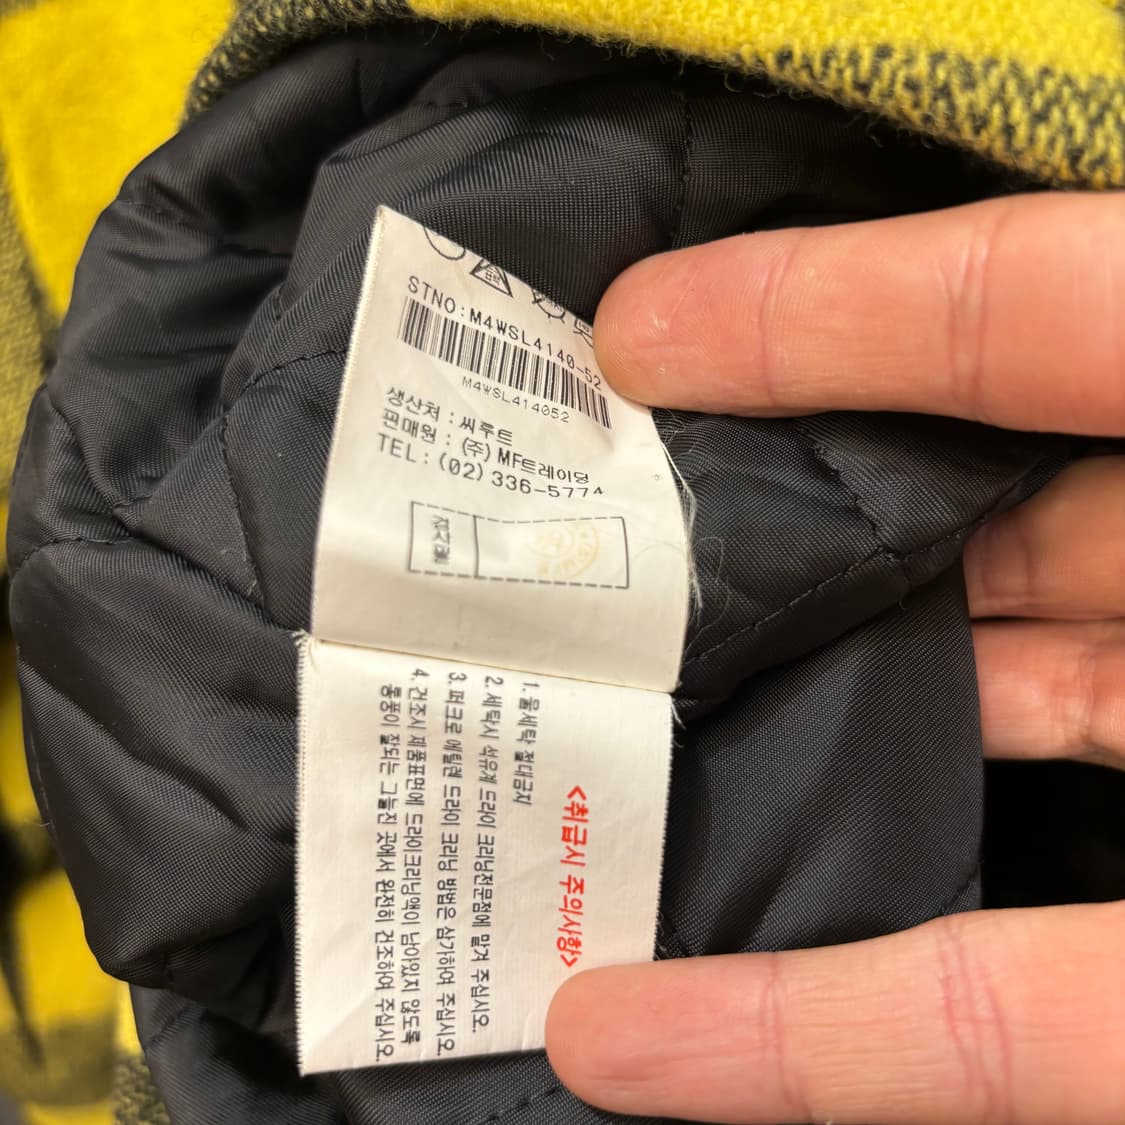 표백
STNO:M4WSL4140-52
M4WSL414052
생산처 : 씨루트
판매원 : (주) MF트레이딩
TEL : (02) 336-5774
<취급시 주의사항>
1. 물세탁 절대금지
2. 세탁시 석유계 드라이 크리닝전문점에 맡겨 주십시오.
3. 퍼크로 에틸렌 드라이 크리닝 방법은 삼가하여 주십시오.
4. 건조시 제품표면에 드라이크리닝액이 남아있지 않도록
통풍이 잘되는 그늘진 곳에서 완전히 건조하여 주십시오.